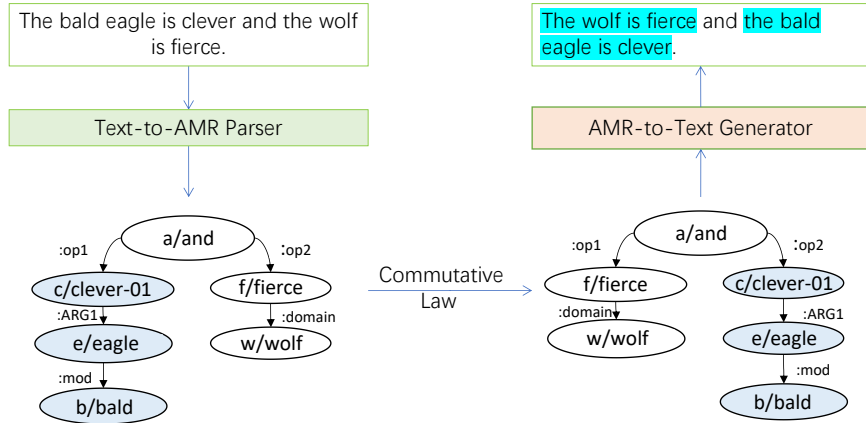 The bald eagle is clever and the wolf
is fierce.
Text-to-AMR Parser
a/and
:op1
:op2
c/clever-01
f/fierce
:ARG1
:domain
e/eagle
w/wolf
:mod
b/bald
Commutative
Law
The wolf is fierce and the bald
eagle is clever.
AMR-to-Text Generator
a/and
:op1
:op2
f/fierce
c/clever-01
:domain
:ARG1
w/wolf
e/eagle
:mod
b/bald